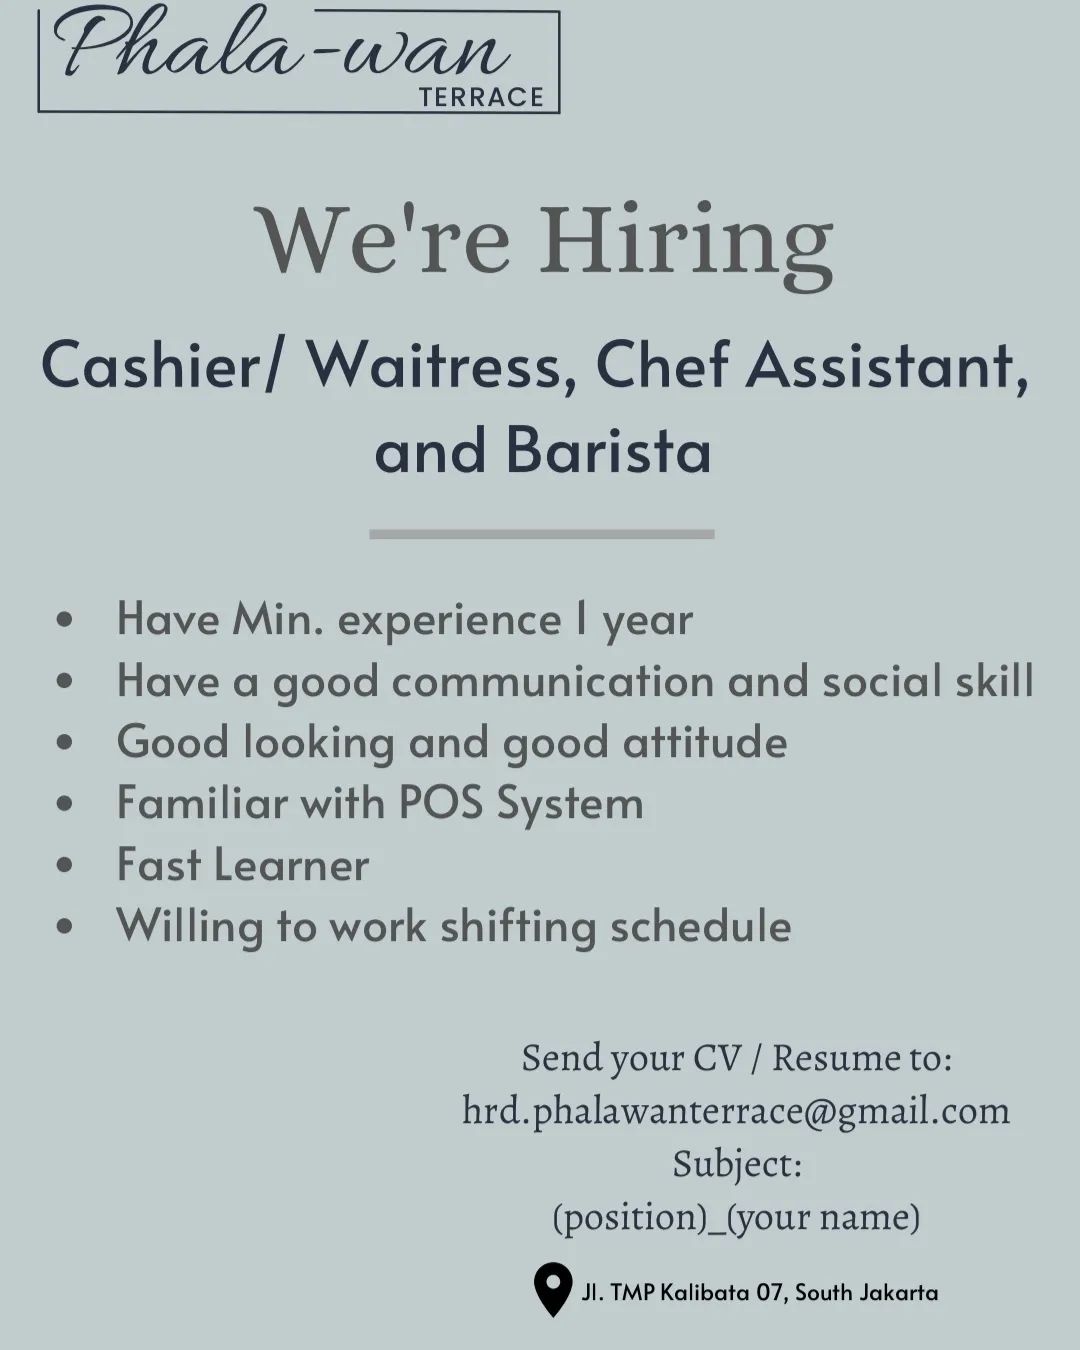 Phala-wan
TERRACE
We're Hiring
Cashier/ Waitress, Chef Assistant,
and Barista
• Have Min. experience 1 year
• Have a good communication and social skill
• Good looking and good attitude
• Familiar with POS System
• Fast Learner
• Willing to work shifting schedule
Send your CV / Resume to:
hrd.phalawanterrace@gmail.com
Subject:
(position)_(your name)
Jl. TMP Kalibata 07, South Jakarta